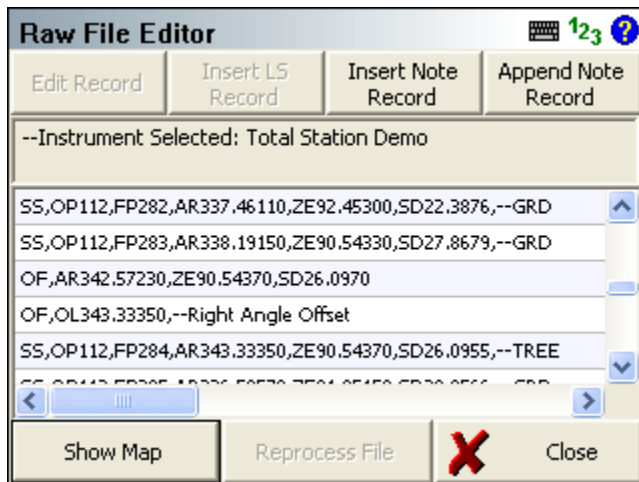 Raw File Editor
123
?
Edit Record
Insert LS Record
Insert Note Record
Append Note Record
--Instrument Selected: Total Station Demo
SS,OP112,FP282,AR337.46110,ZE92.45300,SD22.3876,--GRD
SS,OP112,FP283,AR338.19150,ZE90.54330,SD27.8679,--GRD
OF,AR342.57230,ZE90.54370,SD26.0970
OF,OL343.33350,--Right Angle Offset
SS,OP112,FP284,AR343.33350,ZE90.54370,SD26.0955,--TREE
Show Map
Reprocess File
Close